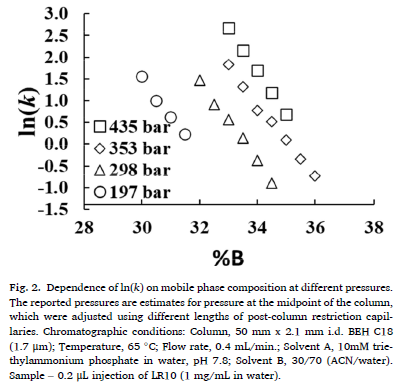 3.0
2.5
2.0
1.5
1.0
0.5
0.0
-0.5
-1.0
-1.5
ln(k)
435 bar
353 bar
298 bar
197 bar
28 30 32 34 36 38
%B
Fig. 2. Dependence of ln(k) on mobile phase composition at different pressures.
The reported pressures are estimates for pressure at the midpoint of the column,
which were adjusted using different lengths of post-column restriction capil-
laries. Chromatographic conditions: Column, 50 mm x 2.1 mm i.d. BEH C18
(1.7 μm); Temperature, 65 °C; Flow rate, 0.4 mL/min.; Solvent A, 10mM trie-
thylammonium phosphate in water, pH 7.8; Solvent B, 30/70 (ACN/water).
Sample – 0.2 μL injection of LR10 (1 mg/mL in water).